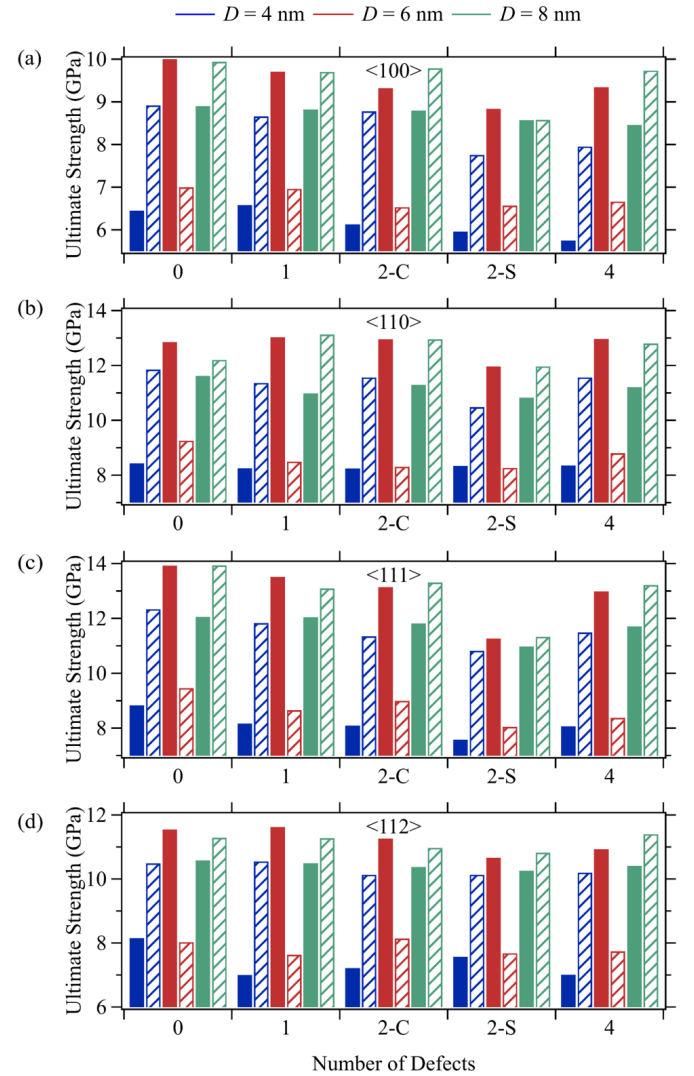 D = 4 nm D = 6 nm D = 8 nm
(a)
Ultimate Strength (GPa)
10
9
8
7
6
<100>
0 1 2-C 2-S 4
(b)
Ultimate Strength (GPa)
14
12
10
8
<110>
0 1 2-C 2-S 4
(c)
Ultimate Strength (GPa)
14
12
10
8
<111>
0 1 2-C 2-S 4
(d)
Ultimate Strength (GPa)
12
10
8
6
<112>
0 1 2-C 2-S 4
Number of Defects